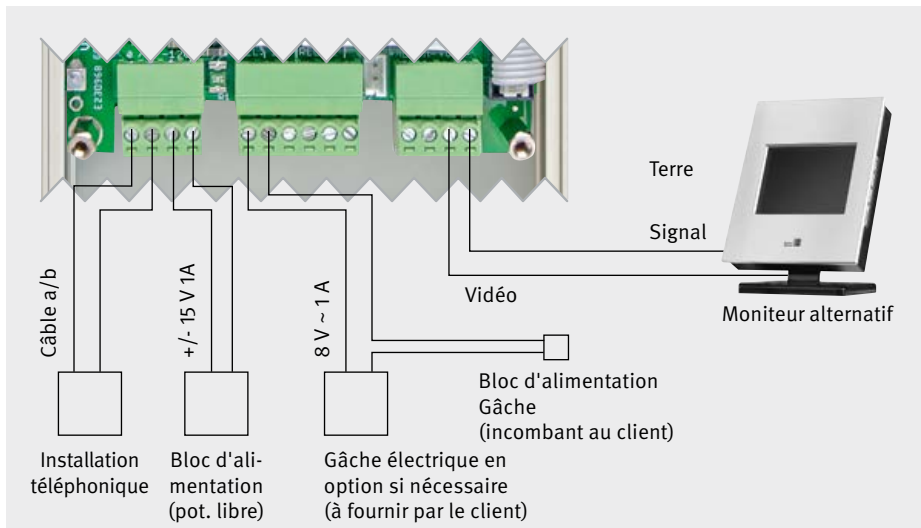 E230968
Terre
Signal
Vidéo
Moniteur alternatif
Câble a/b
+/- 15 V 1A
8 V ~ 1 A
Bloc d'alimentation
Gâche
(incombant au client)
Installation
téléphonique
Bloc d'ali-
mentation
(pot. libre)
Gâche électrique en
option si nécessaire
(à fournir par le client)